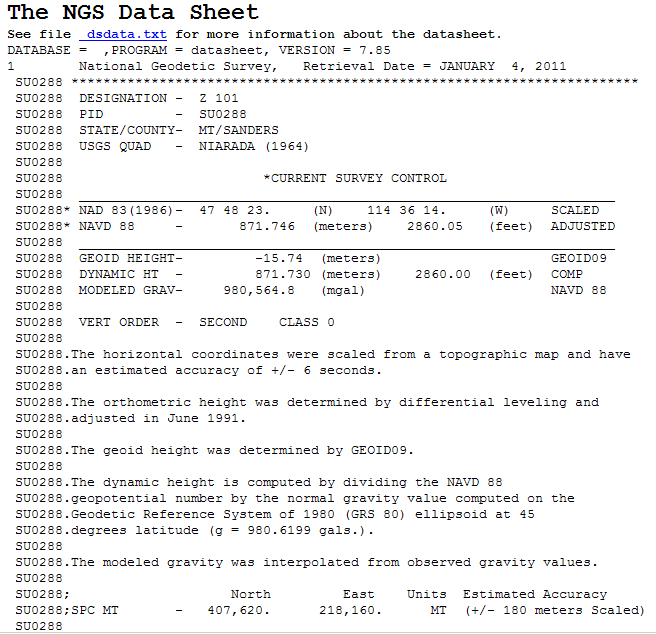 The NGS Data Sheet
See file dsdata.txt for more information about the datasheet.
DATABASE = ,PROGRAM = datasheet, VERSION = 7.85
1 National Geodetic Survey, Retrieval Date = JANUARY 4, 2011
SU0288 ***********************************************************************
SU0288 DESIGNATION - Z 101
SU0288 PID - SU0288
SU0288 STATE/COUNTY- MT/SANDERS
SU0288 USGS QUAD - NIARADA (1964)
SU0288
SU0288 *CURRENT SURVEY CONTROL
SU0288
SU0288* NAD 83(1986)- 47 48 23. (N) 114 36 14. (W) SCALED
SU0288* NAVD 88 - 871.746 (meters) 2860.05 (feet) ADJUSTED
SU0288
SU0288 GEOID HEIGHT- -15.74 (meters) GEOID09
SU0288 DYNAMIC HT - 871.730 (meters) 2860.00 (feet) COMP
SU0288 MODELED GRAV- 980,564.8 (mgal) NAVD 88
SU0288
SU0288 VERT ORDER - SECOND CLASS 0
SU0288
SU0288.The horizontal coordinates were scaled from a topographic map and have
SU0288.an estimated accuracy of +/- 6 seconds.
SU0288
SU0288.The orthometric height was determined by differential leveling and
SU0288.adjusted in June 1991.
SU0288
SU0288.The geoid height was determined by GEOID09.
SU0288
SU0288.The dynamic height is computed by dividing the NAVD 88
SU0288.geopotential number by the normal gravity value computed on the
SU0288.Geodetic Reference System of 1980 (GRS 80) ellipsoid at 45
SU0288.degrees latitude (g = 980.6199 gals.).
SU0288
SU0288.The modeled gravity was interpolated from observed gravity values.
SU0288
SU0288; North East Units Estimated Accuracy
SU0288;SPC MT - 407,620. 218,160. MT (+/- 180 meters Scaled)
SU0288